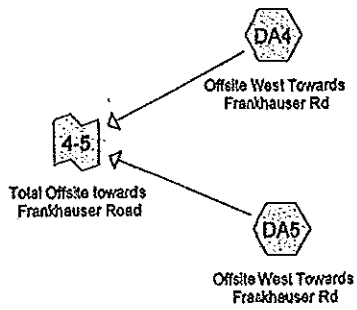 DA4
Offsite West Towards
Frankhauser Rd
4-5
Total Offsite towards
Frankhauser Road
DA5
Offsite West Towards
Frankhauser Rd